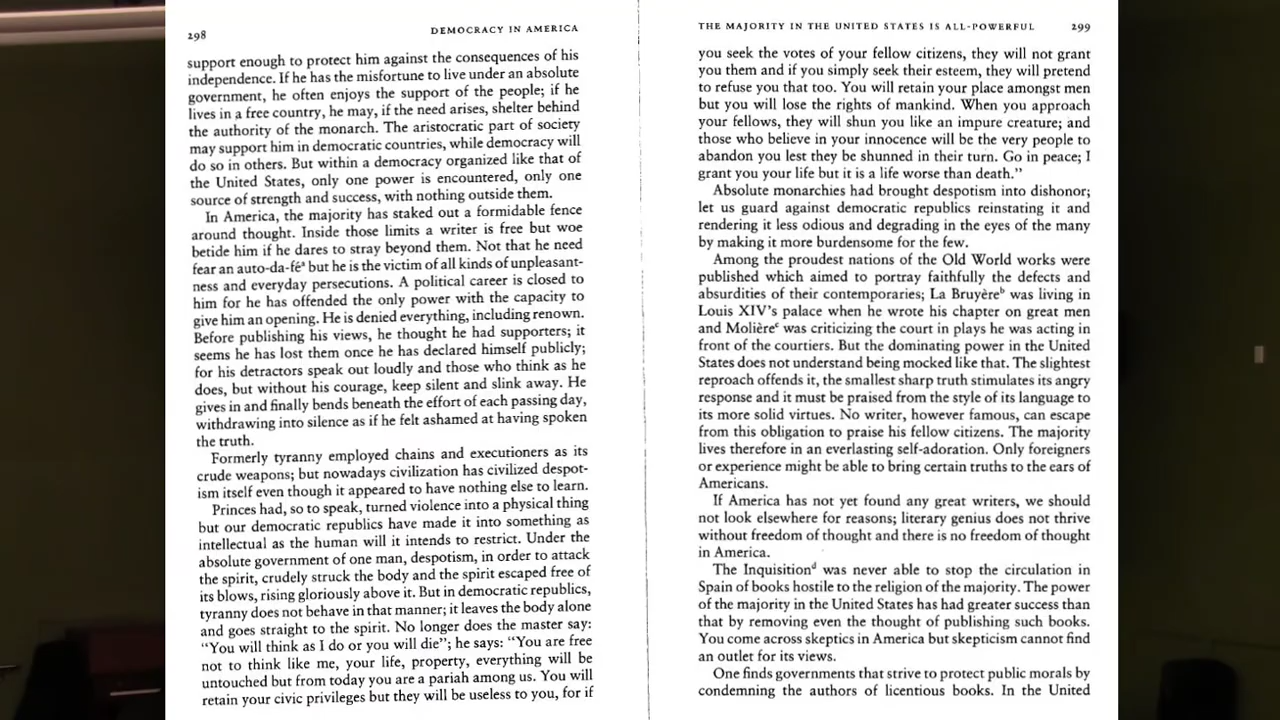 298
DEMOCRACY IN AMERICA
support enough to protect him against the consequences of his
independence. If he has the misfortune to live under an absolute
government, he often enjoys the support of the people; if he
lives in a free country, he may, if the need arises, shelter behind
the authority of the monarch. The aristocratic part of society
may support him in democratic countries, while democracy will
do so in others. But within a democracy organized like that of
the United States, only one power is encountered, only one
source of strength and success, with nothing outside them.
In America, the majority has staked out a formidable fence
around thought. Inside those limits a writer is free but woe
betide him if he dares to stray beyond them. Not that he need
fear an auto-da-féᵃ but he is the victim of all kinds of unpleasant-
ness and everyday persecutions. A political career is closed to
him for he has offended the only power with the capacity to
give him an opening. He is denied everything, including renown.
Before publishing his views, he thought he had supporters; it
seems he has lost them once he has declared himself publicly;
for his detractors speak out loudly and those who think as he
does, but without his courage, keep silent and slink away. He
gives in and finally bends beneath the effort of each passing day,
withdrawing into silence as if he felt ashamed at having spoken
the truth.
Formerly tyranny employed chains and executioners as its
crude weapons; but nowadays civilization has civilized despot-
ism itself even though it appeared to have nothing else to learn.
Princes had, so to speak, turned violence into a physical thing
but our democratic republics have made it into something as
intellectual as the human will it intends to restrict. Under the
absolute government of one man, despotism, in order to attack
the spirit, crudely struck the body and the spirit escaped free of
its blows, rising gloriously above it. But in democratic republics,
tyranny does not behave in that manner; it leaves the body alone
and goes straight to the spirit. No longer does the master say:
"You will think as I do or you will die"; he says: "You are free
not to think like me, your life, property, everything will be
untouched but from today you are a pariah among us. You will
retain your civic privileges but they will be useless to you, for if
THE MAJORITY IN THE UNITED STATES IS ALL-POWERFUL
299
you seek the votes of your fellow citizens, they will not grant
you them and if you simply seek their esteem, they will pretend
to refuse you that too. You will retain your place amongst men
but you will lose the rights of mankind. When you approach
your fellows, they will shun you like an impure creature; and
those who believe in your innocence will be the very people to
abandon you lest they be shunned in their turn. Go in peace; I
grant you your life but it is a life worse than death."
Absolute monarchies had brought despotism into dishonor;
let us guard against democratic republics reinstating it and
rendering it less odious and degrading in the eyes of the many
by making it more burdensome for the few.
Among the proudest nations of the Old World works were
published which aimed to portray faithfully the defects and
absurdities of their contemporaries; La Bruyèreᵇ was living in
Louis XIV's palace when he wrote his chapter on great men
and Molièreᶜ was criticizing the court in plays he was acting in
front of the courtiers. But the dominating power in the United
States does not understand being mocked like that. The slightest
reproach offends it, the smallest sharp truth stimulates its angry
response and it must be praised from the style of its language to
its more solid virtues. No writer, however famous, can escape
from this obligation to praise his fellow citizens. The majority
lives therefore in an everlasting self-adoration. Only foreigners
or experience might be able to bring certain truths to the ears of
Americans.
If America has not yet found any great writers, we should
not look elsewhere for reasons; literary genius does not thrive
without freedom of thought and there is no freedom of thought
in America.
The Inquisitionᵈ was never able to stop the circulation in
Spain of books hostile to the religion of the majority. The power
of the majority in the United States has had greater success than
that by removing even the thought of publishing such books.
You come across skeptics in America but skepticism cannot find
an outlet for its views.
One finds governments that strive to protect public morals by
condemning the authors of licentious books. In the United